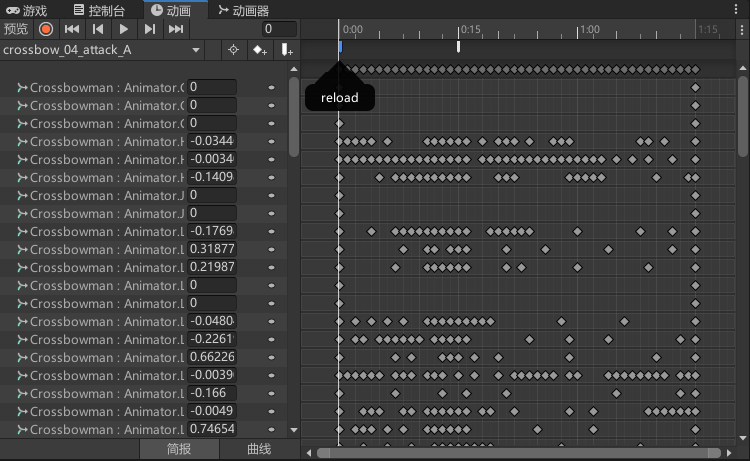 游戏 控制台 动画 动画器
预览 0 0:00 0:15 1:00 1:15
crossbow_04_attack_A
reload
Crossbowman : Animator. 0
Crossbowman : Animator. 0
Crossbowman : Animator. 0
Crossbowman : Animator. -0.0344
Crossbowman : Animator. -0.0034
Crossbowman : Animator. -0.1409
Crossbowman : Animator. 0
Crossbowman : Animator. 0
Crossbowman : Animator. -0.1769
Crossbowman : Animator. 0.31877
Crossbowman : Animator. 0.21987
Crossbowman : Animator. 0
Crossbowman : Animator. 0
Crossbowman : Animator. -0.0480
Crossbowman : Animator. -0.2261
Crossbowman : Animator. 0.66226
Crossbowman : Animator. -0.0039
Crossbowman : Animator. -0.166
Crossbowman : Animator. -0.0049
Crossbowman : Animator. 0.74654
简报 曲线